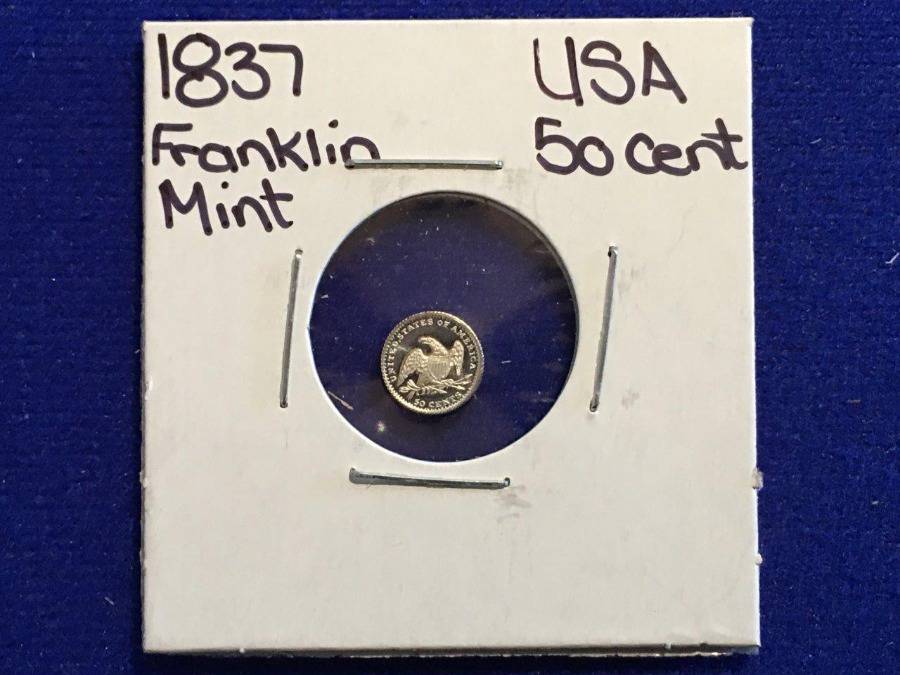 1837
Franklin
Mint
USA
50 cent
UNITED STATES OF AMERICA
50 CENTS